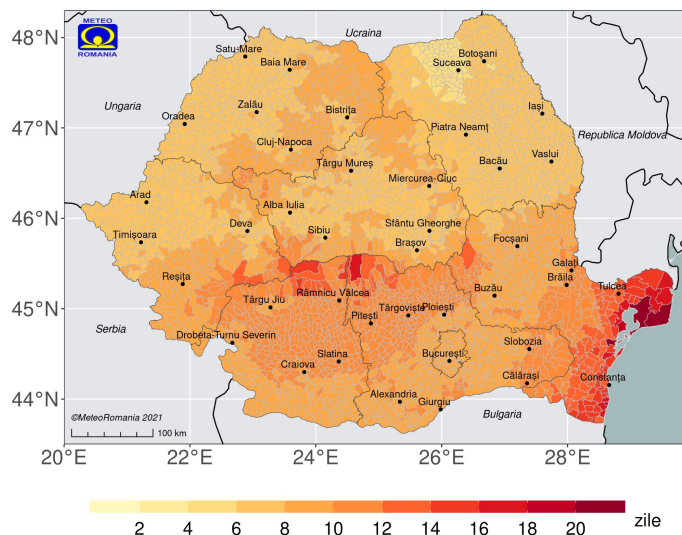 METEO
ROMANIA
48°N
47°N
46°N
45°N
44°N
20°E
22°E
24°E
26°E
28°E
Ucraina
Ungaria
Republica Moldova
Serbia
Bulgaria
Satu-Mare
Baia Mare
Botoșani
Suceava
Zalău
Bistrița
Iași
Oradea
Cluj-Napoca
Piatra Neamț
Târgu Mureș
Bacău
Vaslui
Miercurea-Ciuc
Arad
Alba Iulia
Deva
Sibiu
Sfântu Gheorghe
Timișoara
Brașov
Focșani
Galați
Reșița
Brăila
Râmnicu Vâlcea
Târgu Jiu
Târgoviște
Ploiești
Buzău
Tulcea
Pitești
Drobeta-Turnu Severin
Slatina
București
Slobozia
Craiova
Călărași
Constanța
Alexandria
Giurgiu
©MeteoRomania 2021
100 km
2 4 6 8 10 12 14 16 18 20 zile